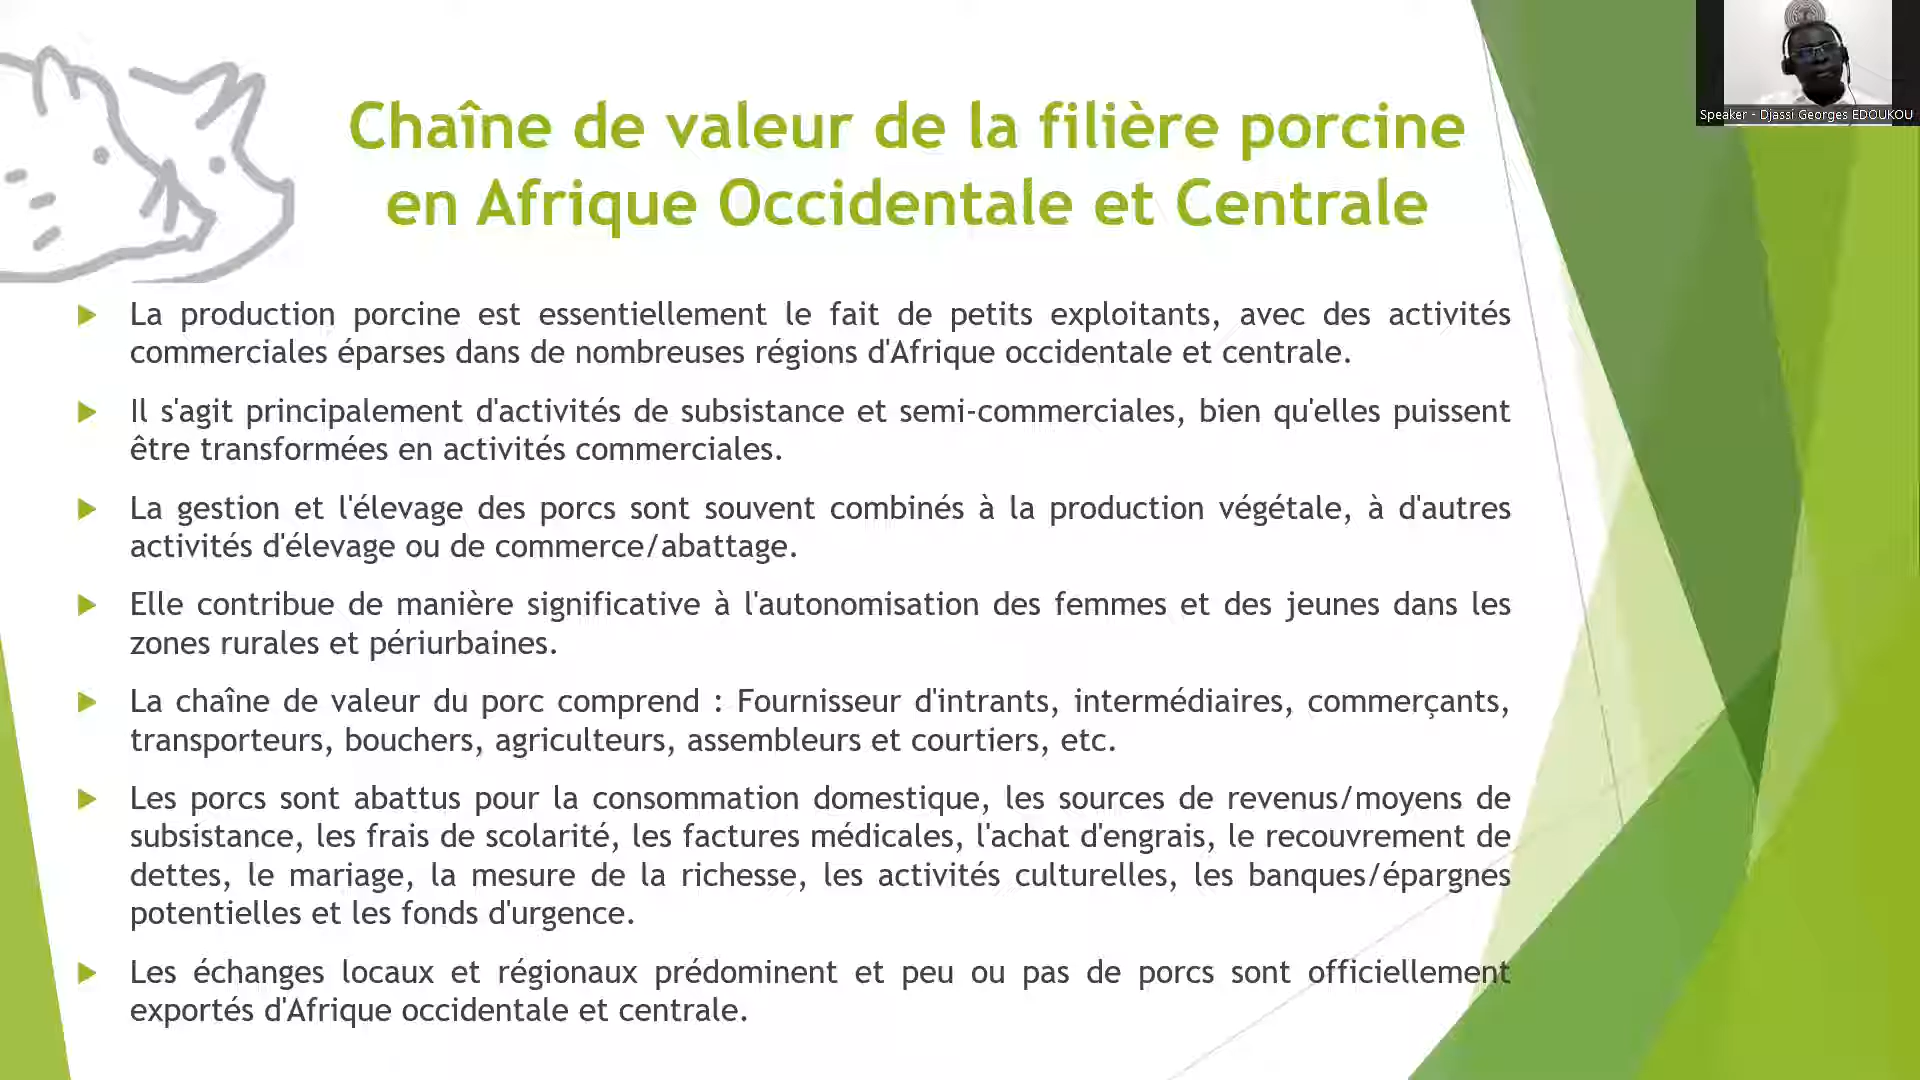 Speaker - Djassi Georges EDOUKOU
Chaîne de valeur de la filière porcine
en Afrique Occidentale et Centrale
La production porcine est essentiellement le fait de petits exploitants, avec des activités
commerciales éparses dans de nombreuses régions d'Afrique occidentale et centrale.
Il s'agit principalement d'activités de subsistance et semi-commerciales, bien qu'elles puissent
être transformées en activités commerciales.
La gestion et l'élevage des porcs sont souvent combinés à la production végétale, à d'autres
activités d'élevage ou de commerce/abattage.
Elle contribue de manière significative à l'autonomisation des femmes et des jeunes dans les
zones rurales et périurbaines.
La chaîne de valeur du porc comprend : Fournisseur d'intrants, intermédiaires, commerçants,
transporteurs, bouchers, agriculteurs, assembleurs et courtiers, etc.
Les porcs sont abattus pour la consommation domestique, les sources de revenus/moyens de
subsistance, les frais de scolarité, les factures médicales, l'achat d'engrais, le recouvrement de
dettes, le mariage, la mesure de la richesse, les activités culturelles, les banques/épargnes
potentielles et les fonds d'urgence.
Les échanges locaux et régionaux prédominent et peu ou pas de porcs sont officiellement
exportés d'Afrique occidentale et centrale.